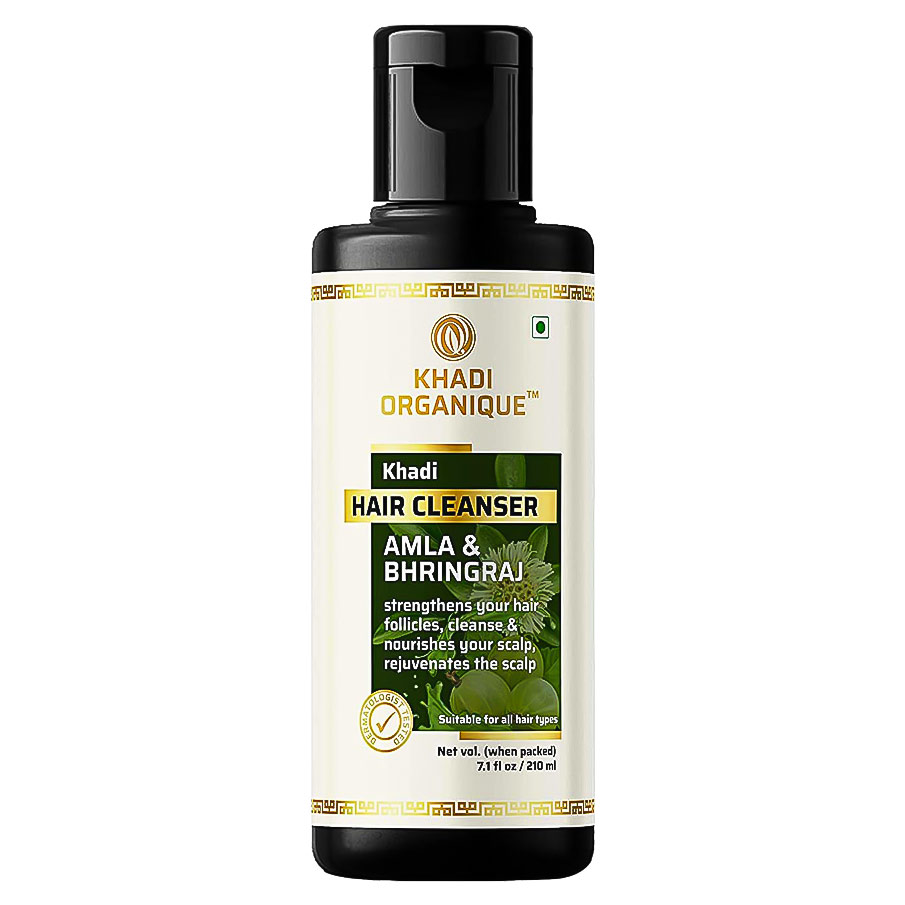 KHADI
ORGANIQUE™
Khadi
HAIR CLEANSER
AMLA &
BHRINGRAJ
strengthens your hair
follicles, cleanse &
nourishes your scalp,
rejuvenates the scalp
DERMATOLOGIST TESTED
Suitable for all hair types
Net vol. (when packed)
7.1 fl oz / 210 ml